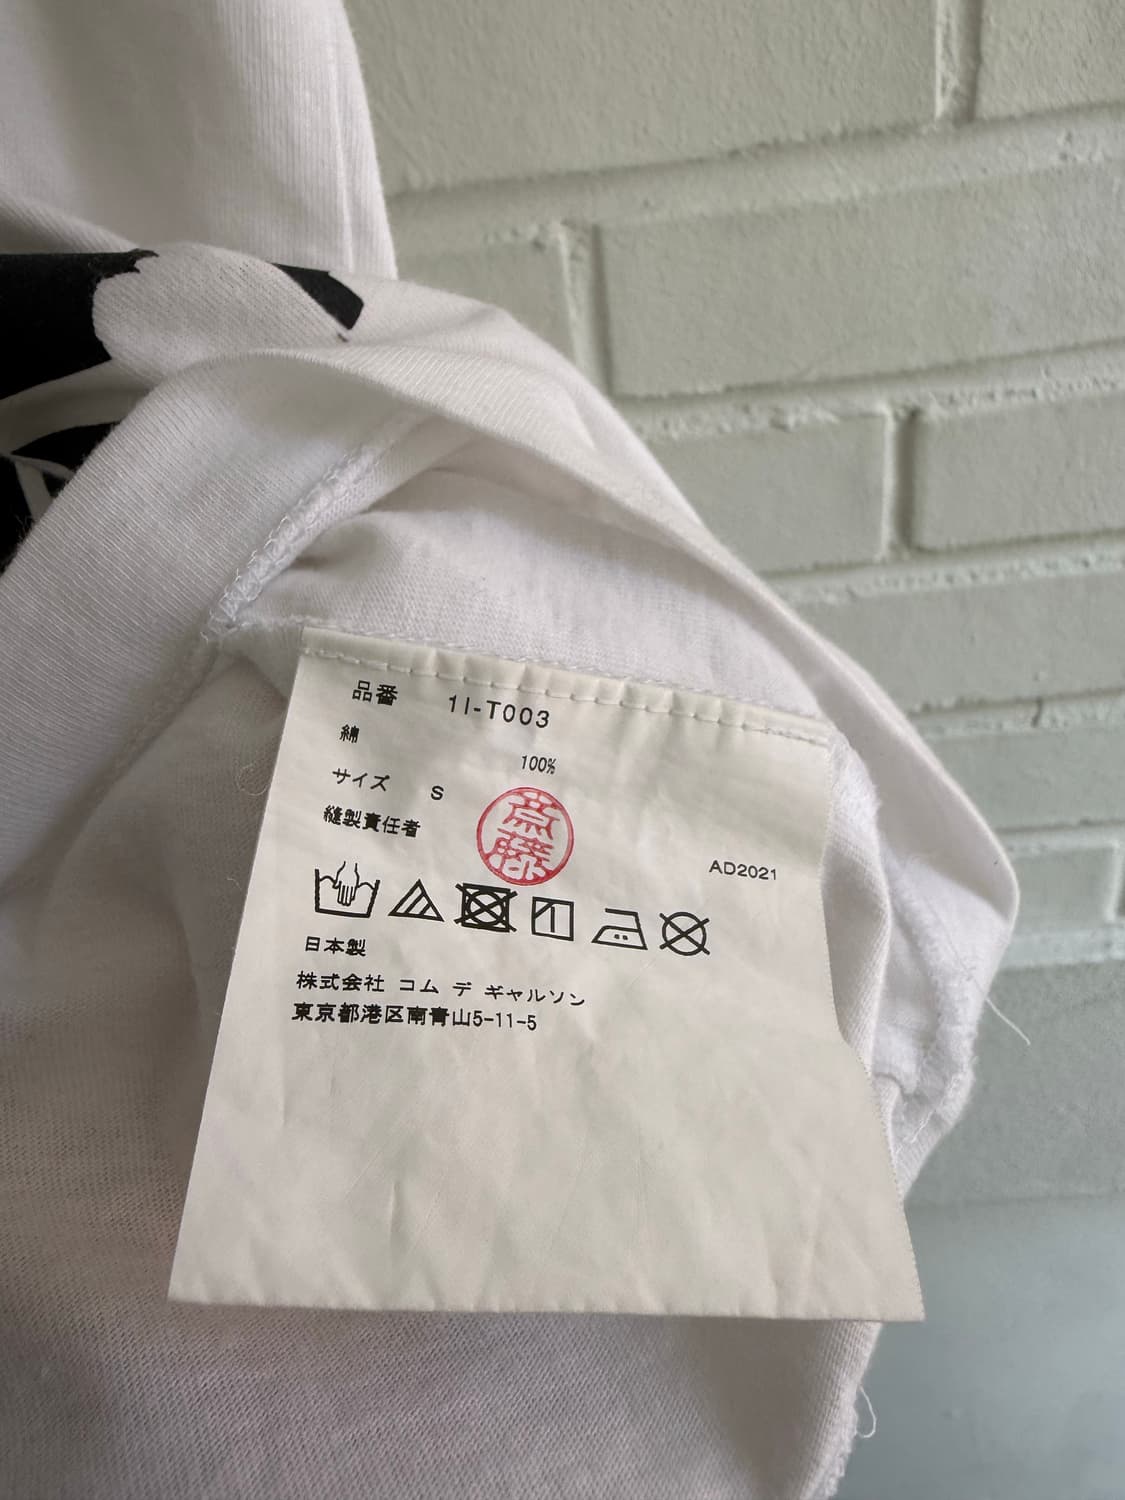 品番 1I-T003
綿 100%
サイズ S
縫製責任者 斎藤
AD2021
日本製
株式会社 コム デ ギャルソン
東京都港区南青山5-11-5